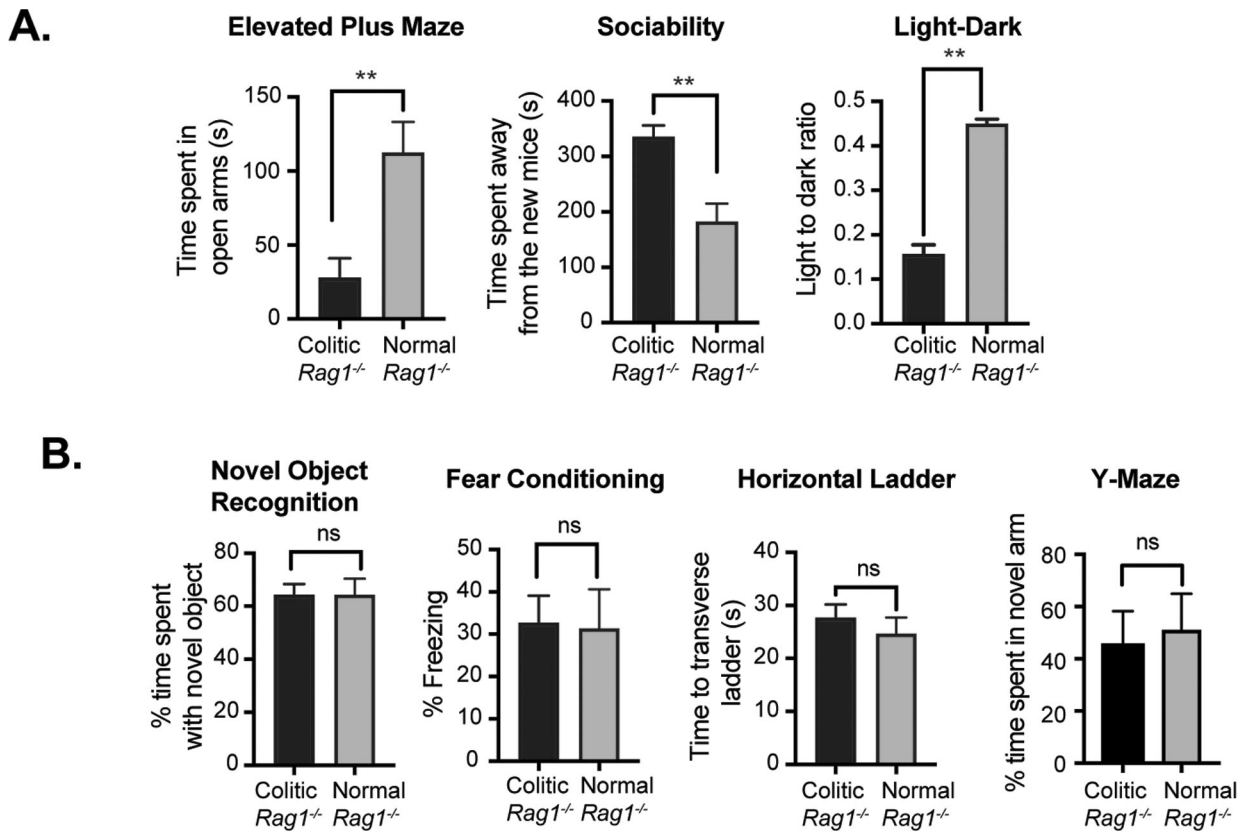 A.
Elevated Plus Maze
**
Time spent in
open arms (s)
150
100
50
0
Colitic
Rag1-/-
Normal
Rag1-/-
Sociability
**
Time spent away
from the new mice (s)
400
300
200
100
0
Colitic
Rag1-/-
Normal
Rag1-/-
Light-Dark
**
Light to dark ratio
0.5
0.4
0.3
0.2
0.1
0.0
Colitic
Rag1-/-
Normal
Rag1-/-
B.
Novel Object
Recognition
ns
% time spent
with novel object
80
60
40
20
0
Colitic
Rag1-/-
Normal
Rag1-/-
Fear Conditioning
ns
% Freezing
50
40
30
20
10
0
Colitic
Rag1-/-
Normal
Rag1-/-
Horizontal Ladder
ns
Time to transverse
ladder (s)
40
30
20
10
0
Colitic
Rag1-/-
Normal
Rag1-/-
Y-Maze
ns
% time spent in novel arm
80
60
40
20
0
Colitic
Rag1-/-
Normal
Rag1-/-